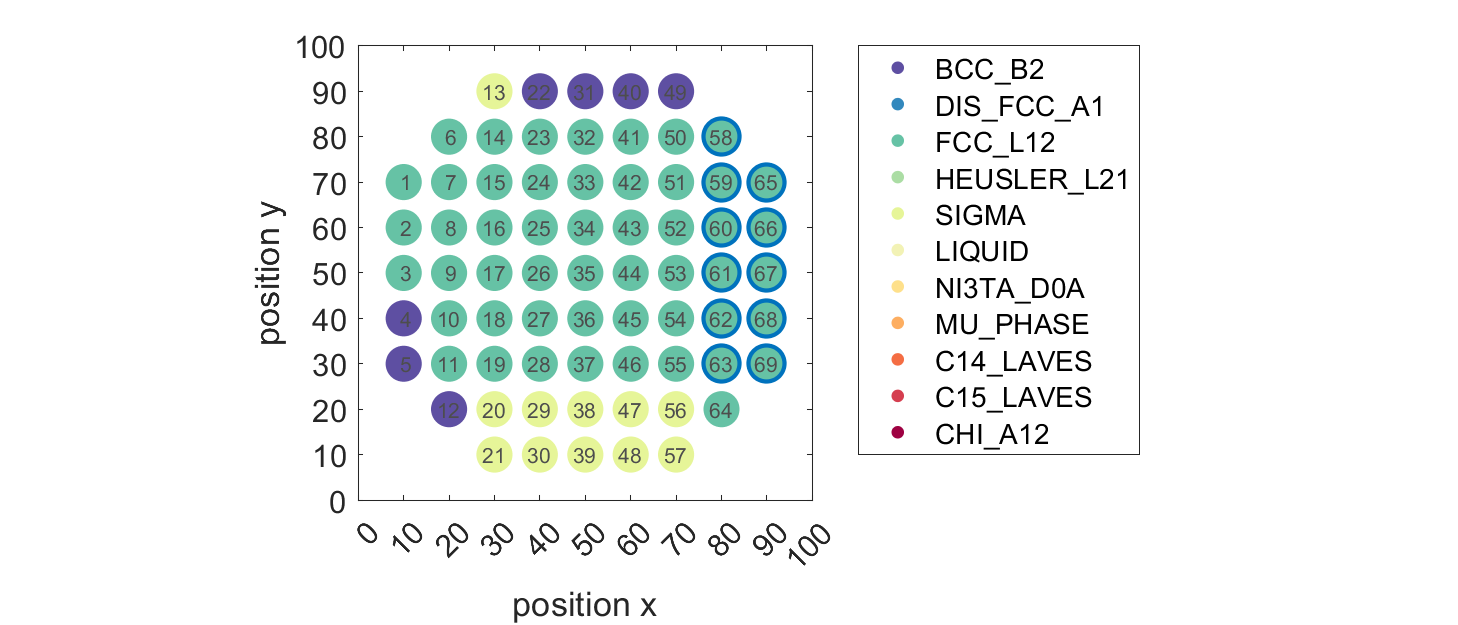 100
90
80
70
60
50
40
30
20
10
0
position y
13 22 31 40 49
6 14 23 32 41 50 58
1 7 15 24 33 42 51 59 65
2 8 16 25 34 43 52 60 66
3 9 17 26 35 44 53 61 67
4 10 18 27 36 45 54 62 68
5 11 19 28 37 46 55 63 69
12 20 29 38 47 56 64
21 30 39 48 57
0 10 20 30 40 50 60 70 80 90 100
position x
BCC_B2
DIS_FCC_A1
FCC_L12
HEUSLER_L21
SIGMA
LIQUID
NI3TA_D0A
MU_PHASE
C14_LAVES
C15_LAVES
CHI_A12